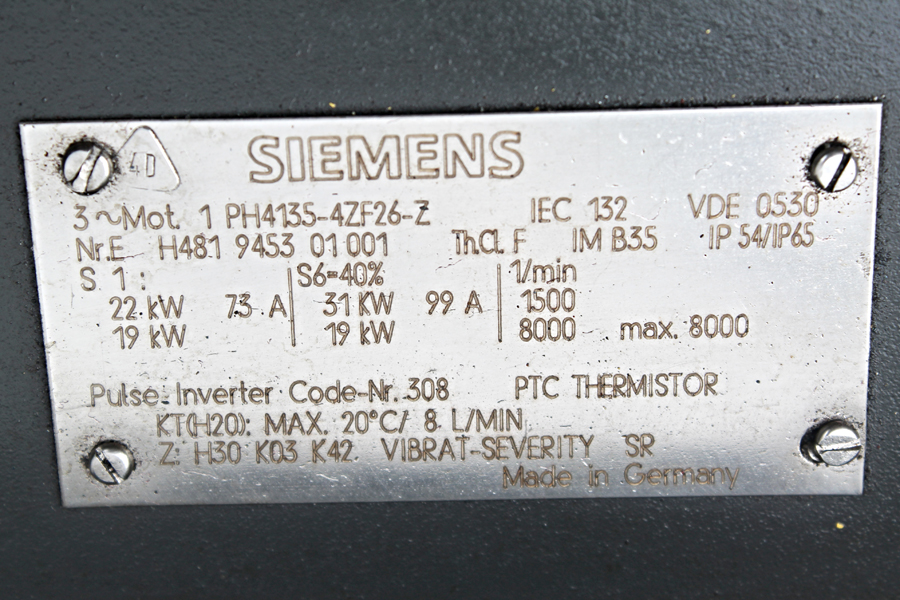 4D SIEMENS
3~Mot. 1 PH4135-4ZF26-Z IEC 132 VDE 0530
Nr.E H481 9453 01 001 Th.Cl. F IM B35 IP 54/IP65
S 1: S6=40% 1/min
22 kW 73 A 31 KW 99 A 1500
19 kW 19 kW 8000 max. 8000
Pulse-Inverter Code-Nr. 308 PTC THERMISTOR
KT(H20): MAX. 20°C/ 8 L/MIN
Z: H30 K03 K42 VIBRAT-SEVERITY SR
Made in Germany